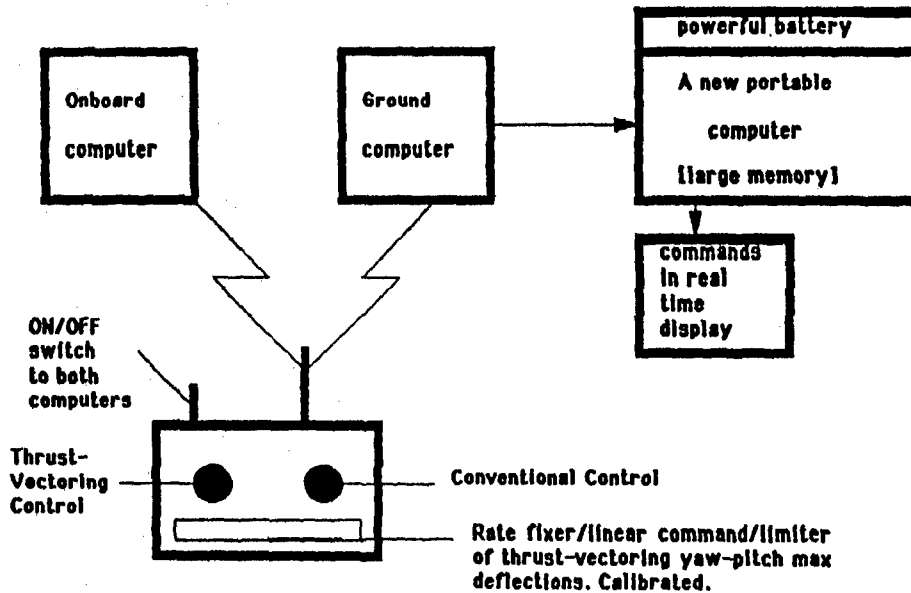 powerful battery
Onboard
computer
Ground
computer
A new portable
computer
[large memory]
commands
in real
time
display
ON/OFF
switch
to both
computers
Thrust-
Vectoring
Control
Conventional Control
Rate fixer/linear command/limiter
of thrust-vectoring yaw-pitch max
deflections. Calibrated.